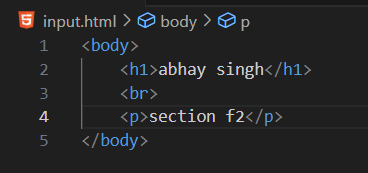 input.html > body > p
1 <body>
2 <h1>abhay singh</h1>
3 <br>
4 <p>section f2</p>
5 </body>